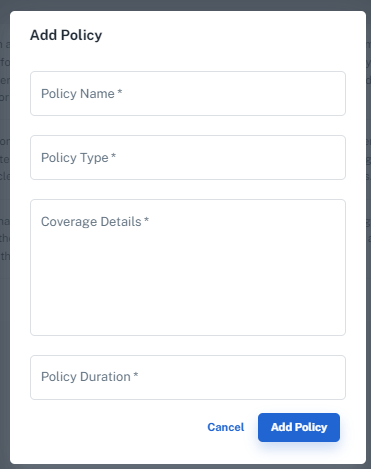 Add Policy
Policy Name *
Policy Type *
Coverage Details *
Policy Duration *
Cancel
Add Policy